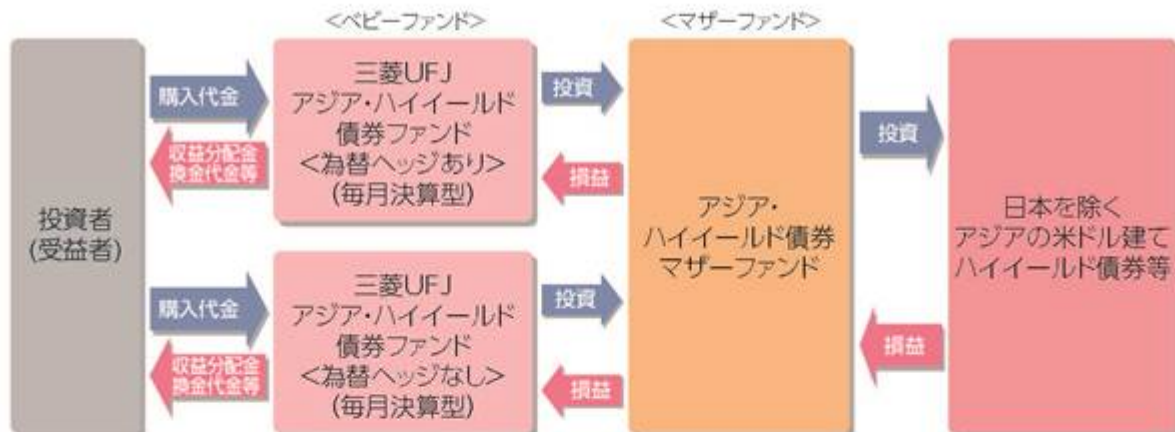 <ベビーファンド>
<マザーファンド>
投資者
(受益者)
購入代金
収益分配金
換金代金等
三菱UFJ
アジア・ハイイールド
債券ファンド
<為替ヘッジあり>
(毎月決算型)
投資
損益
購入代金
収益分配金
換金代金等
三菱UFJ
アジア・ハイイールド
債券ファンド
<為替ヘッジなし>
(毎月決算型)
投資
損益
アジア・
ハイイールド債券
マザーファンド
投資
損益
日本を除く
アジアの米ドル建て
ハイイールド債券等